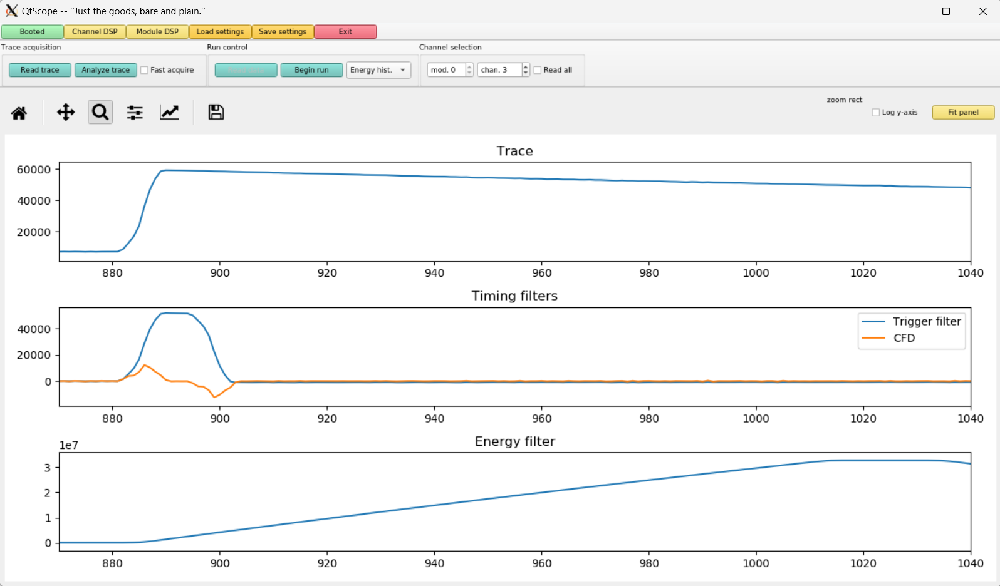 QtScope -- "Just the goods, bare and plain."
Booted Channel DSP Module DSP Load settings Save settings Exit
Trace acquisition Run control Channel selection
Read trace Analyze trace Fast acquire Begin run Energy hist. mod. 0 chan. 3 Read all
zoom rect
Log y-axis Fit panel
Trace
60000
40000
20000
880 900 920 940 960 980 1000 1020 1040
Timing filters
40000
20000
0
Trigger filter
CFD
880 900 920 940 960 980 1000 1020 1040
Energy filter
1e7
3
2
1
0
880 900 920 940 960 980 1000 1020 1040